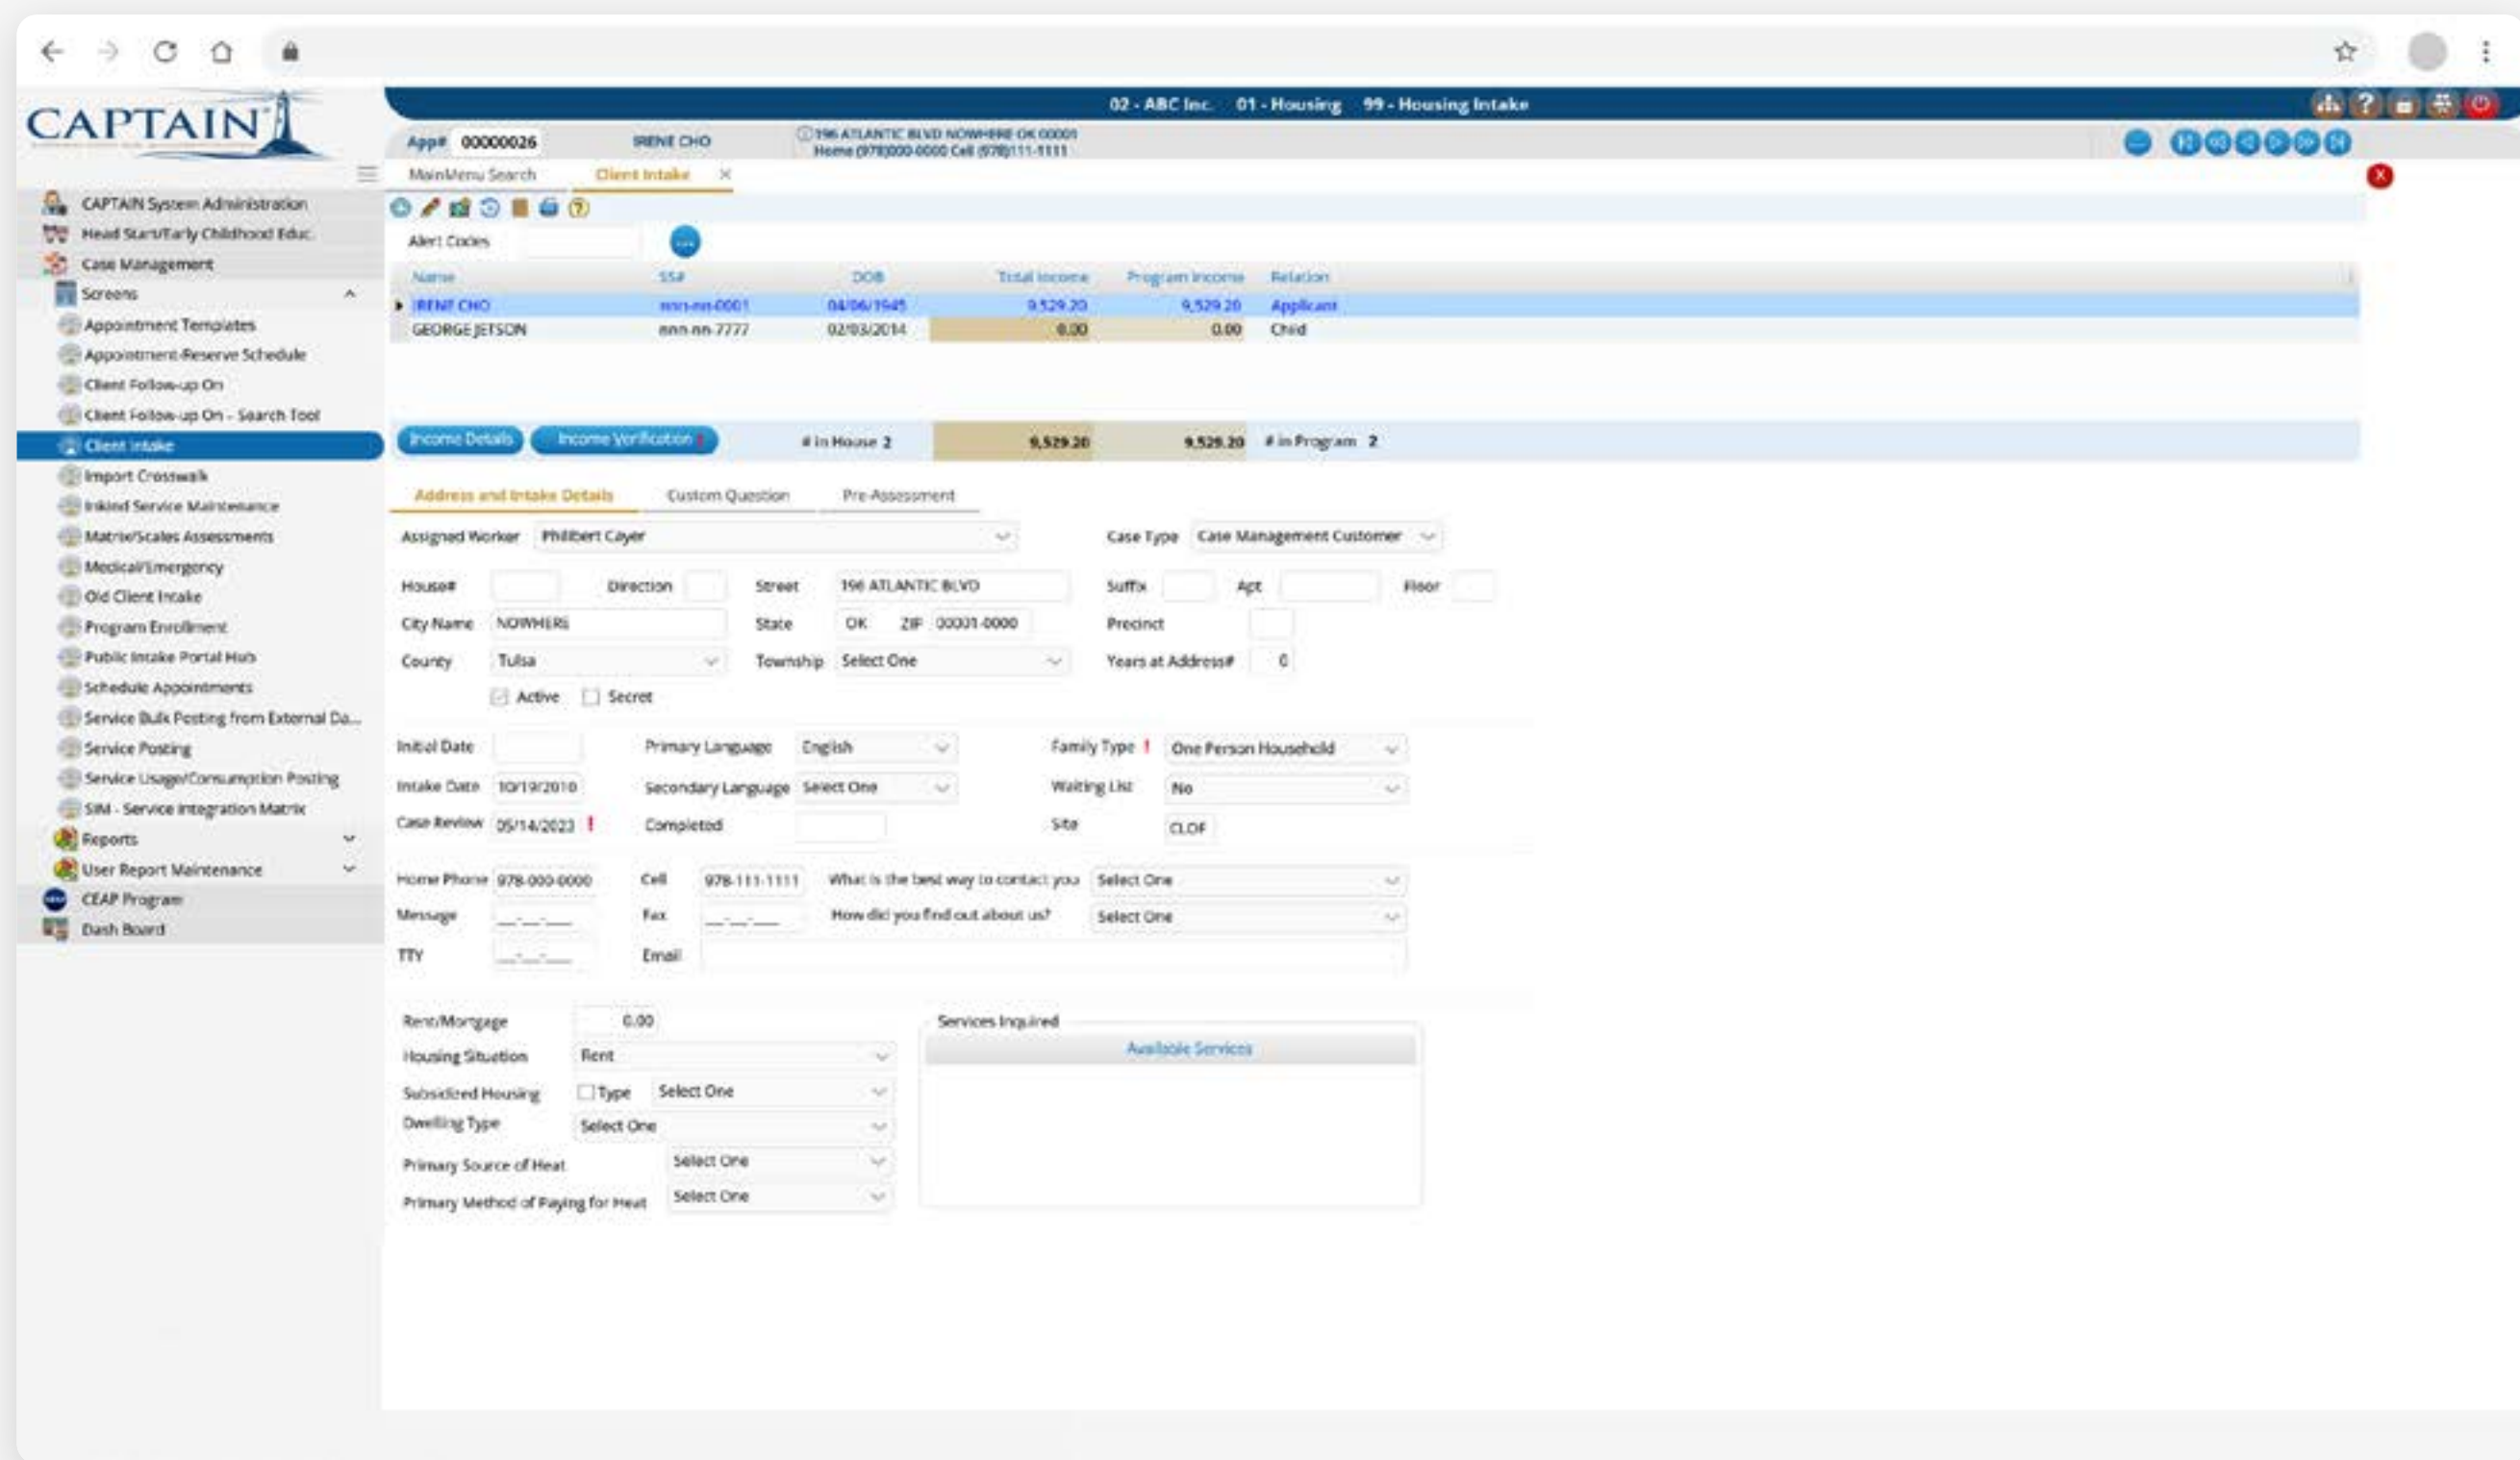 CAPTAIN
02 - ABC Inc. 01 - Housing 99 - Housing Intake
App# 00000026 IRENE CHO 196 ATLANTIC BLVD NOWHERE OK 00001
Home (978)000-0000 Cell (978)111-1111
MainMenu Search Client Intake
CAPTAIN System Administration
Head Start/Early Childhood Educ.
Case Management
Screens
Appointment Templates
Appointment-Reserve Schedule
Client Follow-up On
Client Follow-up On - Search Tool
Client Intake
Import Crosswalk
Inkind Service Maintenance
Matrix/Scales Assessments
Medical/Emergency
Old Client Intake
Program Enrollment
Public Intake Portal Hub
Schedule Appointments
Service Bulk Posting from External Da...
Service Posting
Service Usage/Consumption Posting
SIM - Service Integration Matrix
Reports
User Report Maintenance
CEAP Program
Dash Board
Alert Codes
Name SS# DOB Total Income Program Income Relation
IRENE CHO nnn-nn-0001 04/06/1945 9,529.20 9,529.20 Applicant
GEORGE JETSON nnn-nn-7777 02/03/2014 0.00 0.00 Child
Income Details Income Verification ! # in House 2 9,529.20 9,529.20 # in Program 2
Address and Intake Details Custom Question Pre-Assessment
Assigned Worker Philibert Cayer Case Type Case Management Customer
House# Direction Street 196 ATLANTIC BLVD Suffix Apt Floor
City Name NOWHERE State OK ZIP 00001-0000 Precinct
County Tulsa Township Select One Years at Address# 0
Active Secret
Initial Date Primary Language English Family Type ! One Person Household
Intake Date 10/19/2010 Secondary Language Select One Waiting List No
Case Review 05/14/2023 ! Completed Site CLOF
Home Phone 978-000-0000 Cell 978-111-1111 What is the best way to contact you Select One
Message __-__-___ Fax __-__-___ How did you find out about us? Select One
TTY __-__-___ Email
Rent/Mortgage 0.00
Housing Situation Rent
Subsidized Housing Type Select One
Dwelling Type Select One
Primary Source of Heat Select One
Primary Method of Paying for Heat Select One
Services Inquired
Available Services